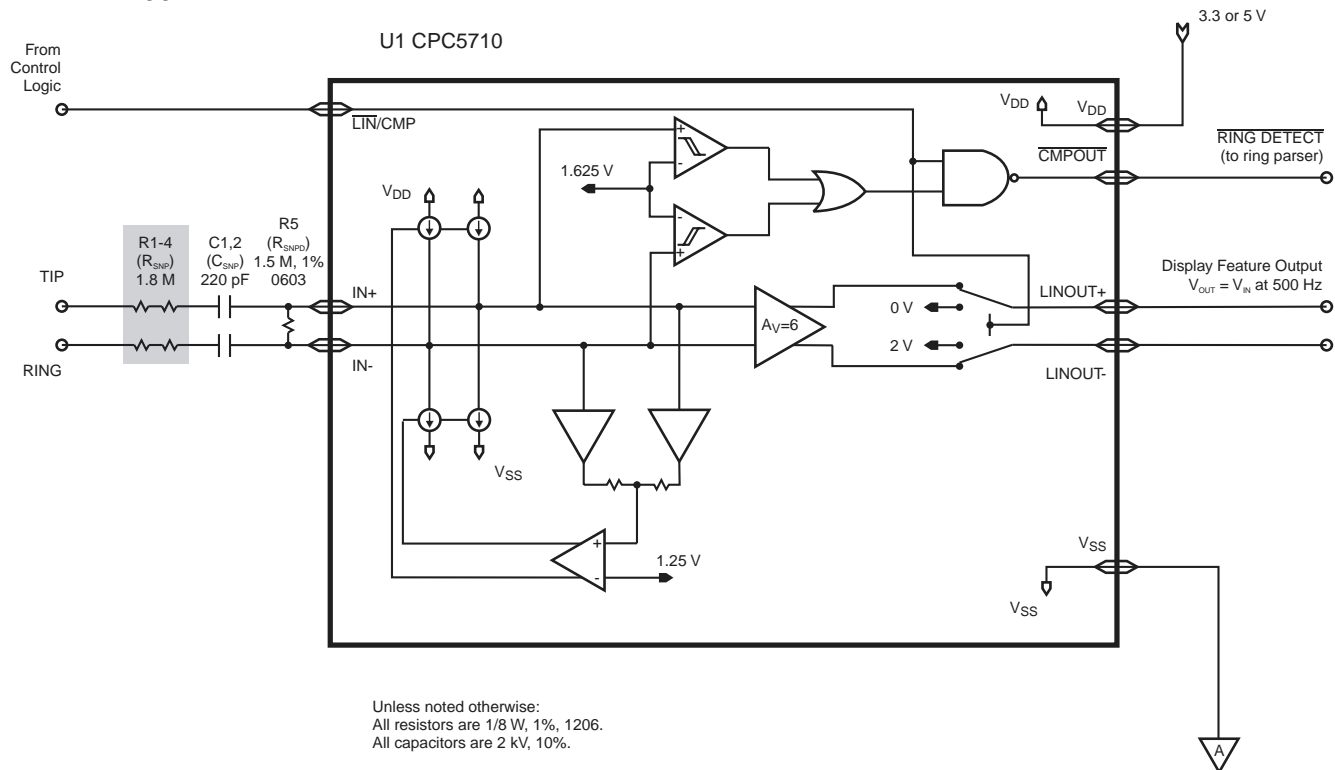 3.3 or 5 V
U1 CPC5710
From
Control
Logic
LIN/CMP
VDD
VDD
CMPOUT
RING DETECT
(to ring parser)
1.625 V
VDD
R1-4
(RSNP)
1.8 M
C1,2
(CSNP)
220 pF
R5
(RSNPD)
1.5 M, 1%
0603
TIP
RING
IN+
IN-
+
-
-
+
AV=6
0 V
2 V
LINOUT+
LINOUT-
Display Feature Output
VOUT = VIN at 500 Hz
VSS
+
-
1.25 V
VSS
VSS
Unless noted otherwise:
All resistors are 1/8 W, 1%, 1206.
All capacitors are 2 kV, 10%.
A